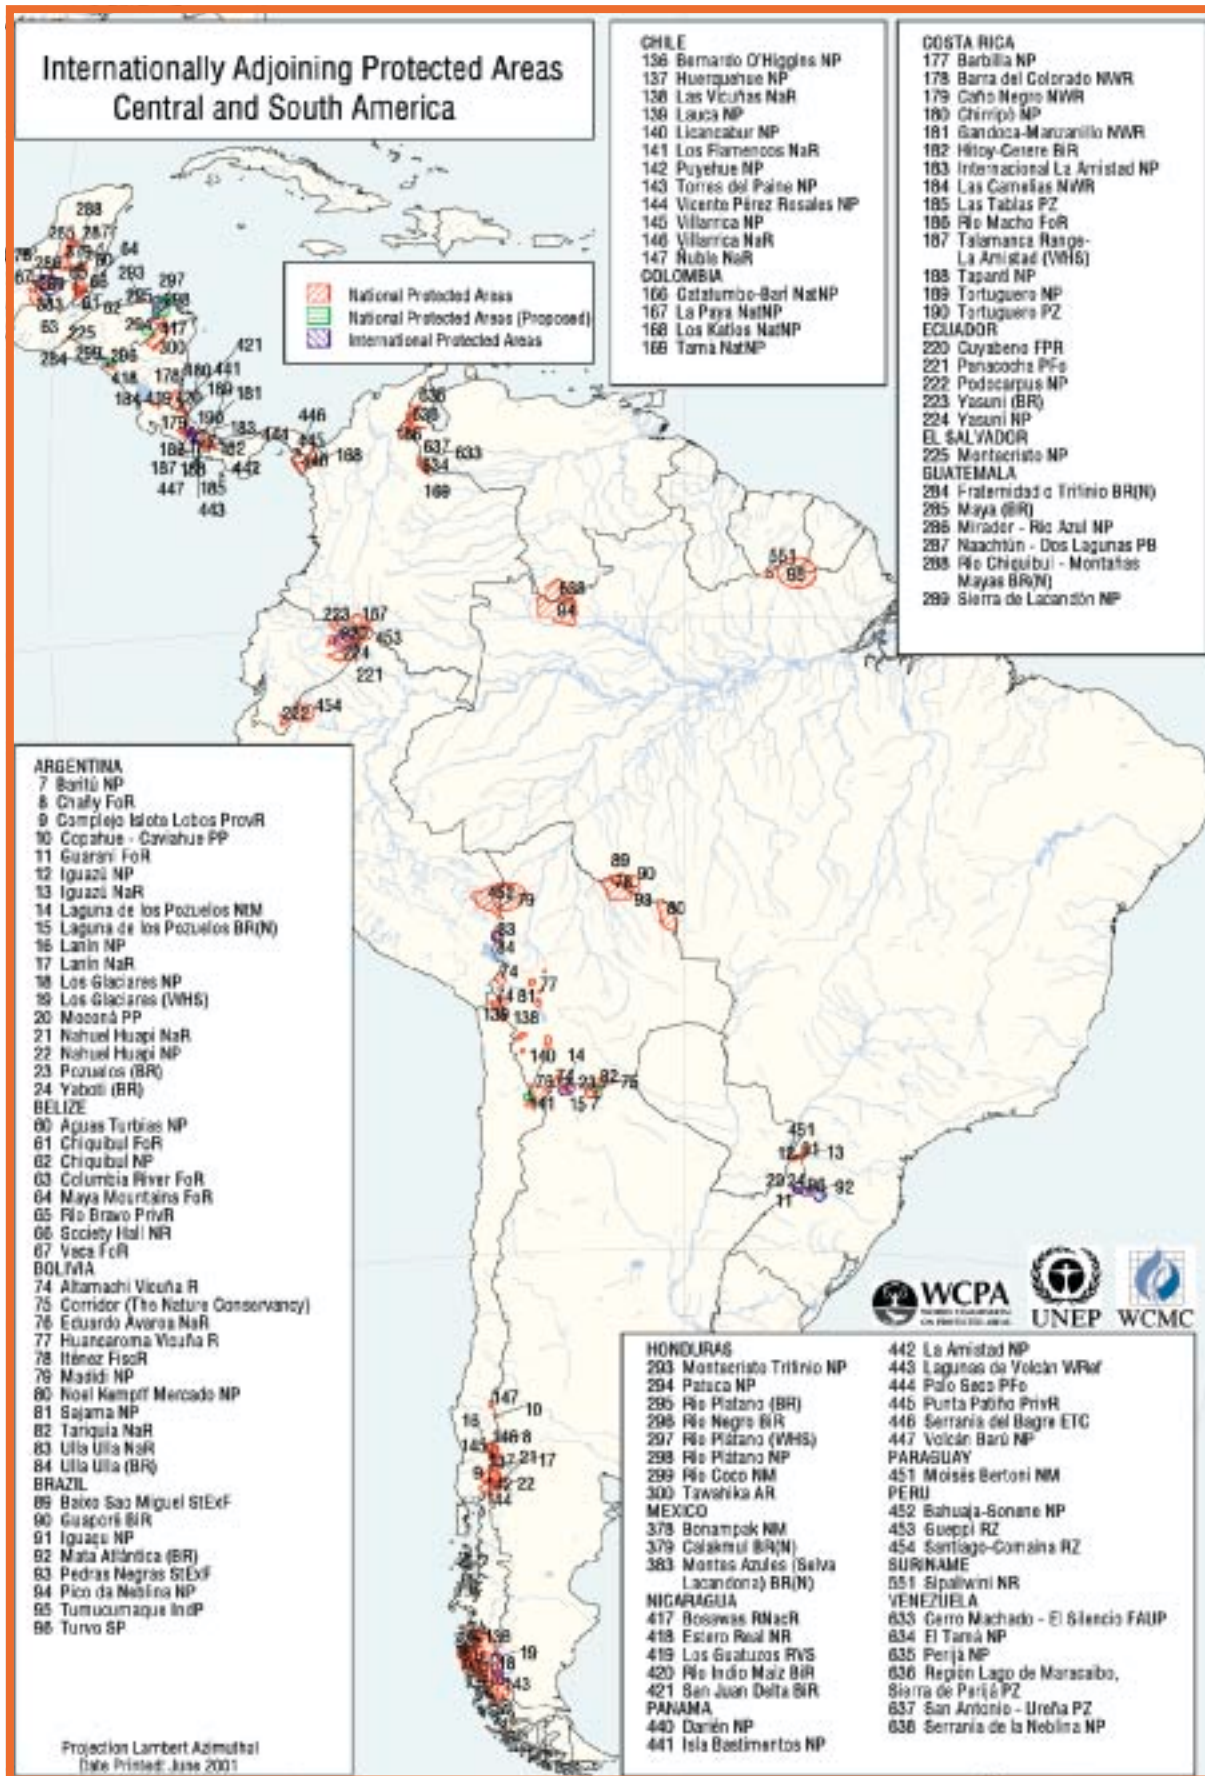 Internationally Adjoining Protected Areas
Central and South America
National Protected Areas
National Protected Areas (Proposed)
International Protected Areas
CHILE
136 Bernardo O'Higgins NP
137 Huerquehue NP
138 Las Vicuñas NaR
139 Lauca NP
140 Licancabur NP
141 Los Flamencos NaR
142 Puyehue NP
143 Torres del Paine NP
144 Vicente Pérez Rosales NP
145 Villarrica NP
146 Villarrica NaR
147 Ñuble NaR
COLOMBIA
166 Catatumbo-Barí NatNP
167 La Paya NatNP
168 Los Katíos NatNP
169 Tamá NatNP
COSTA RICA
177 Barbilla NP
178 Barra del Colorado NWR
179 Caño Negro NWR
180 Chirripó NP
181 Gandoca-Manzanillo NWR
182 Hitoy-Cerere BiR
183 Internacional La Amistad NP
184 Las Camelias NWR
185 Las Tablas PZ
186 Río Macho FoR
187 Talamanca Range-
La Amistad (WHS)
188 Tapantí NP
189 Tortuguero NP
190 Tortuguero PZ
ECUADOR
220 Cuyabeno FPR
221 Panacocha PFo
222 Podocarpus NP
223 Yasuni (BR)
224 Yasuní NP
EL SALVADOR
225 Montecristo NP
GUATEMALA
284 Fraternidad o Trifinio BR(N)
285 Maya (BR)
286 Mirador - Rio Azul NP
287 Naachtún - Dos Lagunas PB
288 Río Chiquibul - Montañas
Mayas BR(N)
289 Sierra de Lacandón NP
ARGENTINA
7 Baritú NP
8 Chañy FoR
9 Complejo Islote Lobos ProvR
10 Copahue - Caviahue PP
11 Guaraní FoR
12 Iguazú NP
13 Iguazú NaR
14 Laguna de los Pozuelos NtM
15 Laguna de los Pozuelos BR(N)
16 Lanín NP
17 Lanín NaR
18 Los Glaciares NP
19 Los Glaciares (WHS)
20 Moconá PP
21 Nahuel Huapi NaR
22 Nahuel Huapi NP
23 Pozuelos (BR)
24 Yabotí (BR)
BELIZE
60 Aguas Turbias NP
61 Chiquibul FoR
62 Chiquibul NP
63 Columbia River FoR
64 Maya Mountains FoR
65 Río Bravo PrivR
66 Society Hall NR
67 Vaca FoR
BOLIVIA
74 Altamachi Vicuña R
75 Corridor (The Nature Conservancy)
76 Eduardo Avaroa NaR
77 Huancaroma Vicuña R
78 Iténez FiscR
79 Madidi NP
80 Noel Kempff Mercado NP
81 Sajama NP
82 Tariquía NaR
83 Ulla Ulla NaR
84 Ulla Ulla (BR)
BRAZIL
89 Baixo Sao Miguel StExF
90 Guaporé BiR
91 Iguaçu NP
92 Mata Atlântica (BR)
93 Pedras Negras StExF
94 Pico da Neblina NP
95 Tumucumaque IndP
96 Turvo SP
Projection Lambert Azimuthal
Date Printed: June 2001
WCPA
WORLD COMMISSION
ON PROTECTED AREAS
UNEP
WCMC
HONDURAS
293 Montecristo Trifinio NP
294 Patuca NP
295 Río Platano (BR)
296 Río Negro BiR
297 Río Plátano (WHS)
298 Río Plátano NP
299 Río Coco NM
300 Tawahika AR
MEXICO
378 Bonampak NM
379 Calakmul BR(N)
383 Montes Azules (Selva
Lacandona) BR(N)
NICARAGUA
417 Bosawas RNacR
418 Estero Real NR
419 Los Guatuzos RVS
420 Río Indio Maíz BiR
421 San Juan Delta BiR
PANAMA
440 Darién NP
441 Isla Bastimentos NP
442 La Amistad NP
443 Lagunas de Volcán WRef
444 Palo Seco PFo
445 Punta Patiño PrivR
446 Serranía del Bagre ETC
447 Volcán Barú NP
PARAGUAY
451 Moisés Bertoni NM
PERU
452 Bahuaja-Sonene NP
453 Gueppi RZ
454 Santiago-Comaina RZ
SURINAME
551 Sipaliwini NR
VENEZUELA
633 Cerro Machado - El Silencio FAUP
634 El Tamá NP
635 Perijá NP
636 Región Lago de Maracaibo,
Sierra de Perijá PZ
637 San Antonio - Ureña PZ
638 Serranía de la Neblina NP